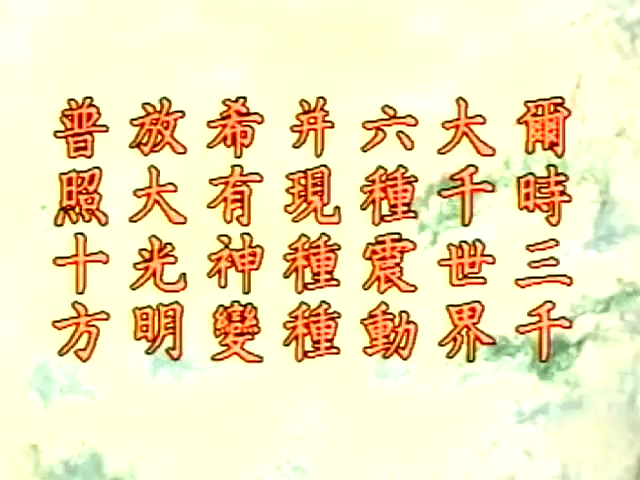 爾時三千
大千世界
六種震動
并現種種
希有神變
放大光明
普照十方